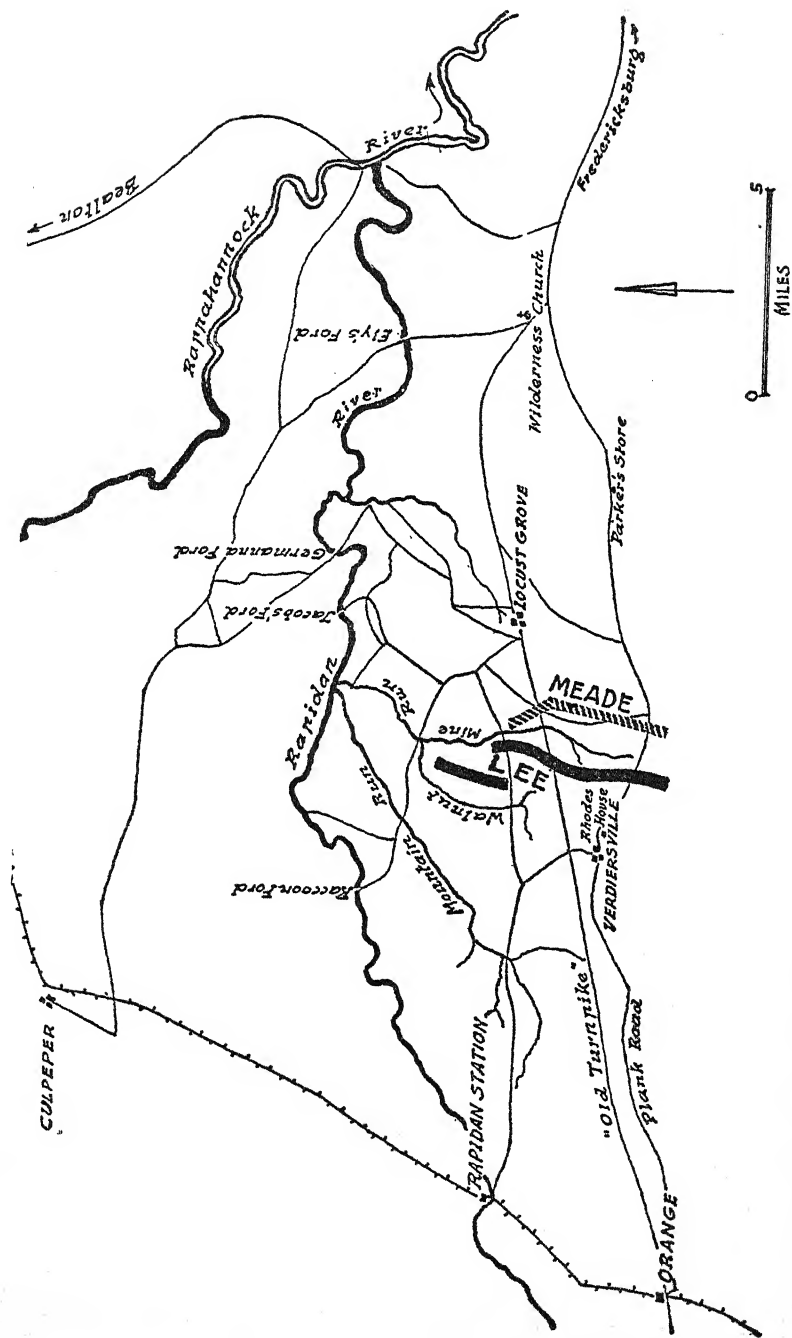 Bealton
Rappahannock
River
Fredericksburg
Ely's Ford
River
Wilderness Church
0
5
MILES
Germanna Ford
Jacobs' Ford
Rapidan
LOCUST GROVE
Parker's Store
Run
Mine
MEADE
LEE
Walnut
Run
Mountain
Raccoon Ford
Rhodes
House
VERDIERSVILLE
CULPEPER
RAPIDAN STATION
"Old Turnpike"
Plank Road
ORANGE